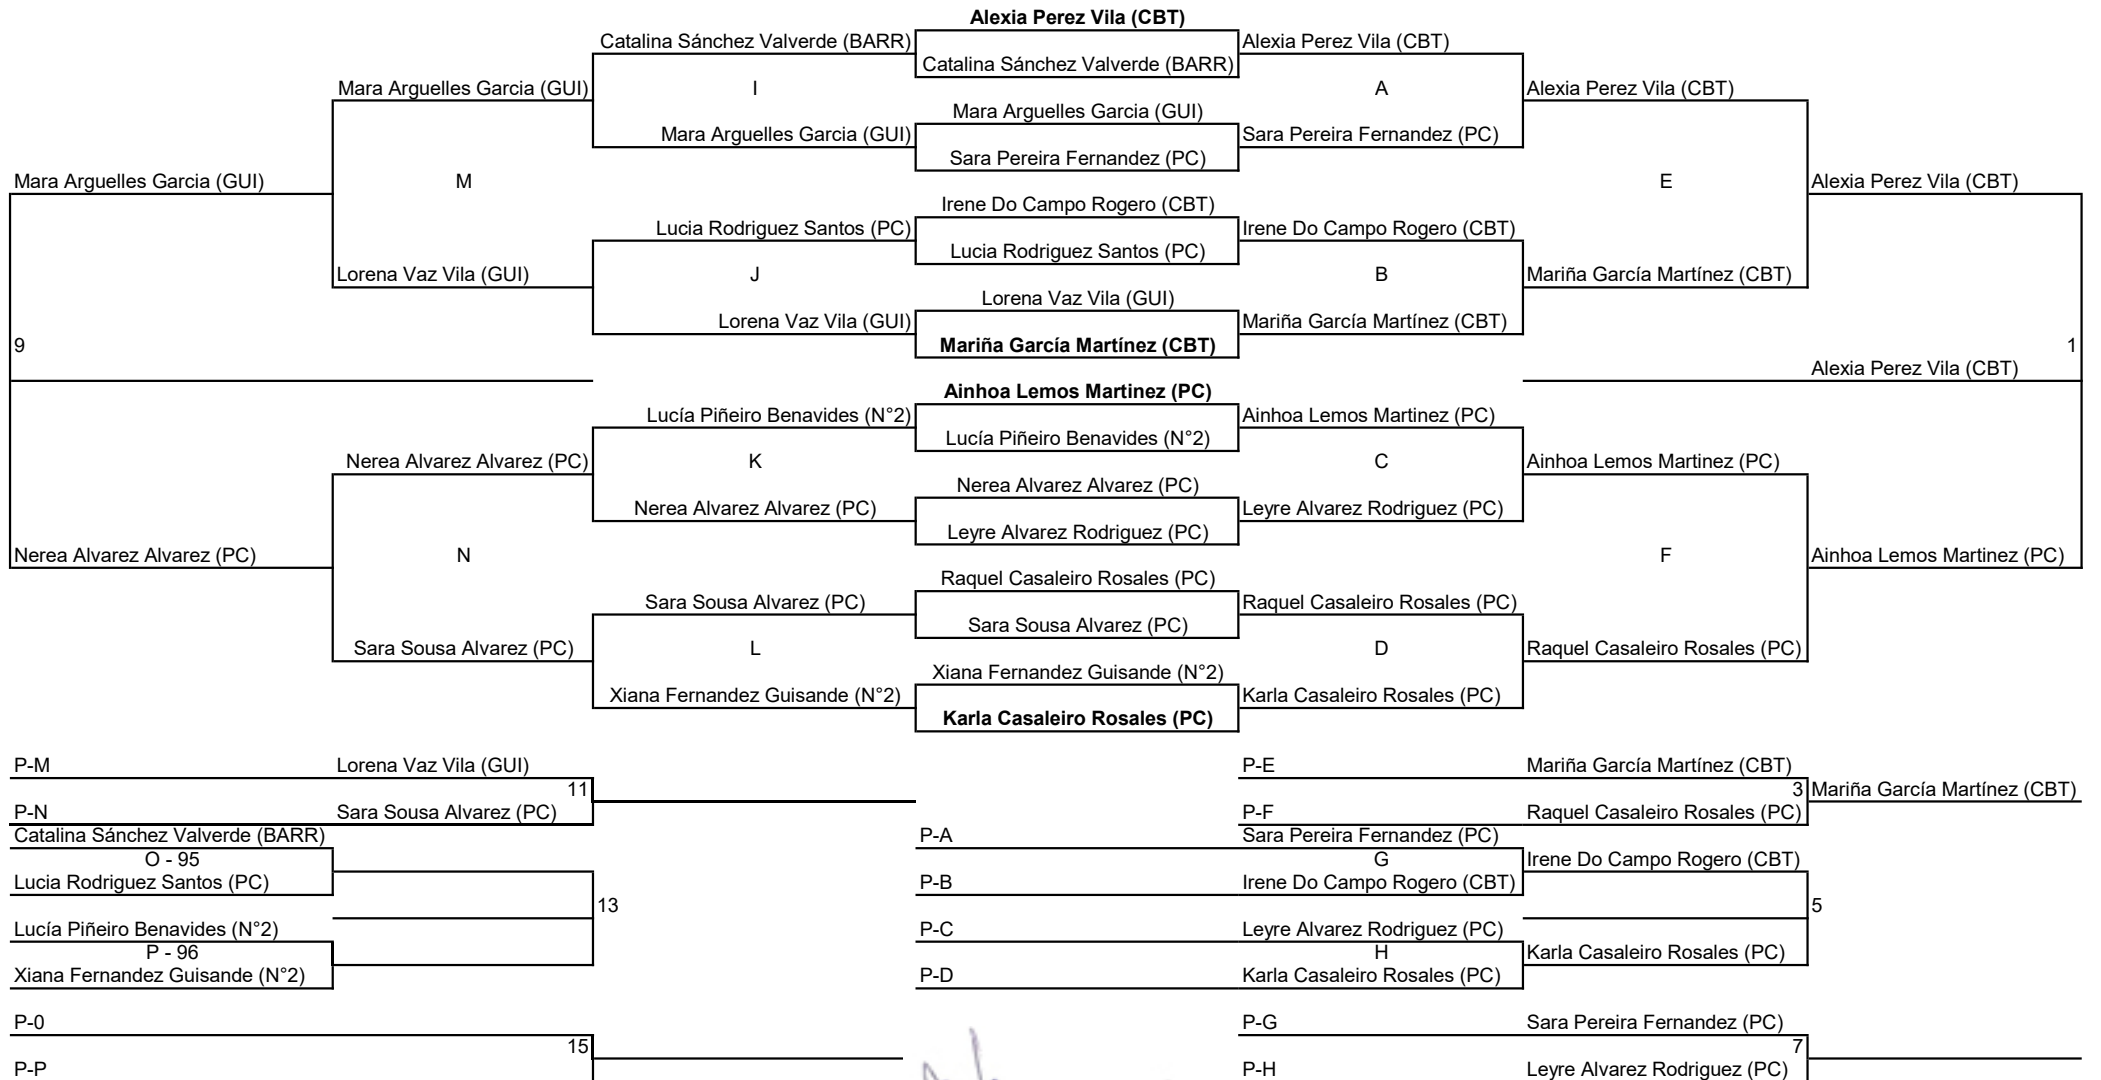 Alexia Perez Vila (CBT)
Catalina Sánchez Valverde (BARR)
Alexia Perez Vila (CBT)
Catalina Sánchez Valverde (BARR)
Mara Arguelles Garcia (GUI)
I
A
Alexia Perez Vila (CBT)
Mara Arguelles Garcia (GUI)
Mara Arguelles Garcia (GUI)
Sara Pereira Fernandez (PC)
Sara Pereira Fernandez (PC)
Mara Arguelles Garcia (GUI)
M
E
Alexia Perez Vila (CBT)
Irene Do Campo Rogero (CBT)
Lucia Rodriguez Santos (PC)
Irene Do Campo Rogero (CBT)
Lucia Rodriguez Santos (PC)
Lorena Vaz Vila (GUI)
J
B
Mariña García Martínez (CBT)
Lorena Vaz Vila (GUI)
Lorena Vaz Vila (GUI)
Mariña García Martínez (CBT)
9
Mariña García Martínez (CBT)
1
Alexia Perez Vila (CBT)
Ainhoa Lemos Martinez (PC)
Lucía Piñeiro Benavides (N°2)
Ainhoa Lemos Martinez (PC)
Lucía Piñeiro Benavides (N°2)
Nerea Alvarez Alvarez (PC)
K
C
Ainhoa Lemos Martinez (PC)
Nerea Alvarez Alvarez (PC)
Nerea Alvarez Alvarez (PC)
Leyre Alvarez Rodriguez (PC)
Leyre Alvarez Rodriguez (PC)
Nerea Alvarez Alvarez (PC)
N
F
Ainhoa Lemos Martinez (PC)
Raquel Casaleiro Rosales (PC)
Sara Sousa Alvarez (PC)
Raquel Casaleiro Rosales (PC)
Sara Sousa Alvarez (PC)
Sara Sousa Alvarez (PC)
L
D
Raquel Casaleiro Rosales (PC)
Xiana Fernandez Guisande (N°2)
Xiana Fernandez Guisande (N°2)
Karla Casaleiro Rosales (PC)
Karla Casaleiro Rosales (PC)
P-M
Lorena Vaz Vila (GUI)
11
P-N
Sara Sousa Alvarez (PC)
Catalina Sánchez Valverde (BARR)
O - 95
Lucia Rodriguez Santos (PC)
13
Lucía Piñeiro Benavides (N°2)
P - 96
Xiana Fernandez Guisande (N°2)
P-0
15
P-P
P-E
Mariña García Martínez (CBT)
3
Mariña García Martínez (CBT)
P-F
Raquel Casaleiro Rosales (PC)
P-A
Sara Pereira Fernandez (PC)
G
Irene Do Campo Rogero (CBT)
P-B
Irene Do Campo Rogero (CBT)
5
P-C
Leyre Alvarez Rodriguez (PC)
H
Karla Casaleiro Rosales (PC)
P-D
Karla Casaleiro Rosales (PC)
P-G
Sara Pereira Fernandez (PC)
7
P-H
Leyre Alvarez Rodriguez (PC)